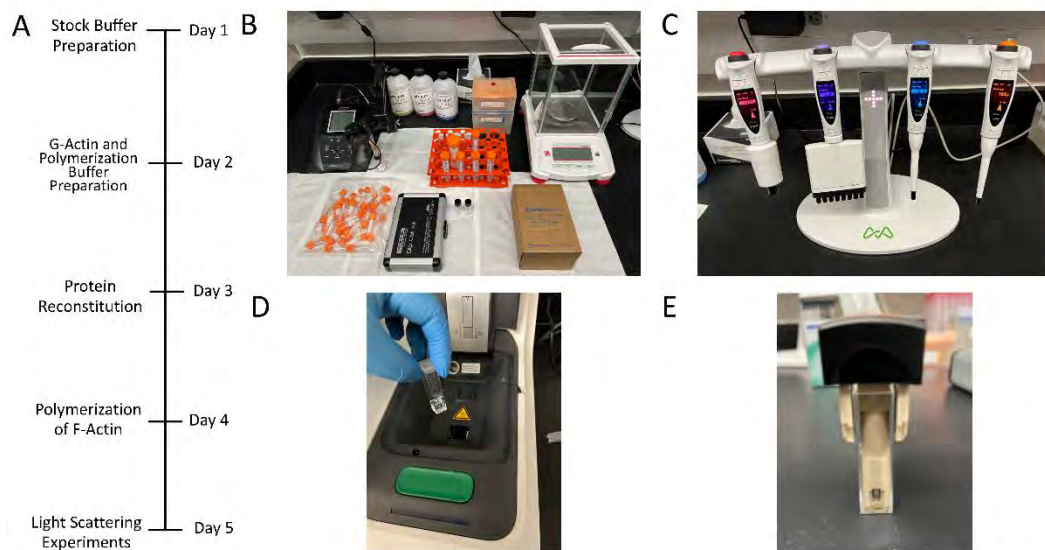 A
Stock Buffer
Preparation
Day 1
G-Actin and
Polymerization
Buffer
Preparation
Day 2
Protein
Reconstitution
Day 3
Polymerization
of F-Actin
Day 4
Light Scattering
Experiments
Day 5
B
C
D
E